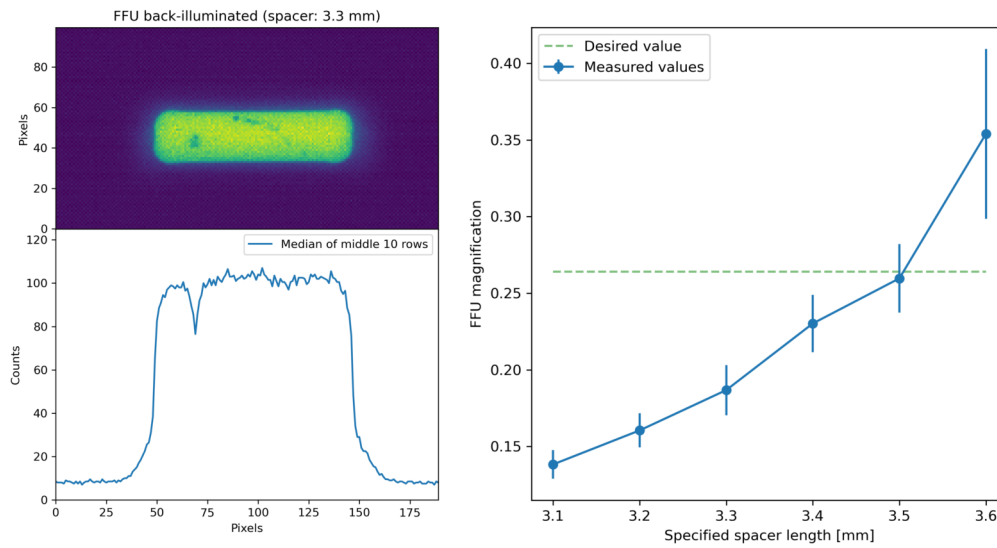 FFU back-illuminated (spacer: 3.3 mm)
80
60
40
20
0
Pixels
120
100
80
60
40
20
0
Counts
Median of middle 10 rows
0 25 50 75 100 125 150 175
Pixels
0.40
0.35
0.30
0.25
0.20
0.15
FFU magnification
Desired value
Measured values
3.1 3.2 3.3 3.4 3.5 3.6
Specified spacer length [mm]